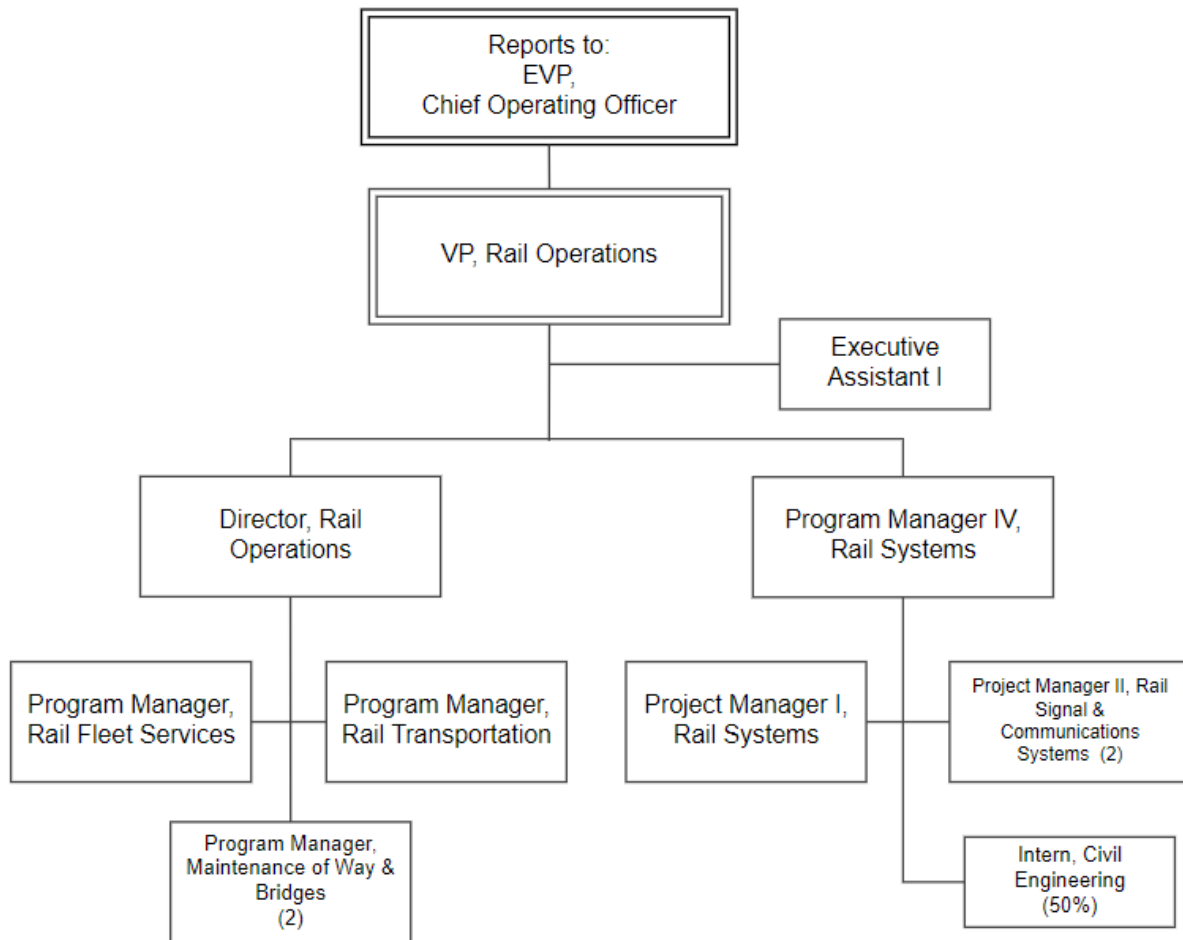 Reports to:
EVP,
Chief Operating Officer
VP, Rail Operations
Executive
Assistant I
Director, Rail
Operations
Program Manager IV,
Rail Systems
Program Manager,
Rail Fleet Services
Program Manager,
Rail Transportation
Project Manager I,
Rail Systems
Project Manager II, Rail
Signal &
Communications
Systems (2)
Program Manager,
Maintenance of Way &
Bridges
(2)
Intern, Civil
Engineering
(50%)